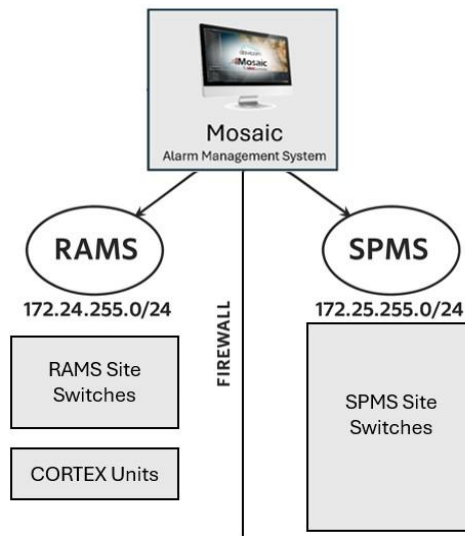 davicom
Mosaic
Mosaic
Alarm Management System
RAMS
SPMS
172.24.255.0/24
172.25.255.0/24
FIREWALL
RAMS Site
Switches
SPMS Site
Switches
CORTEX Units